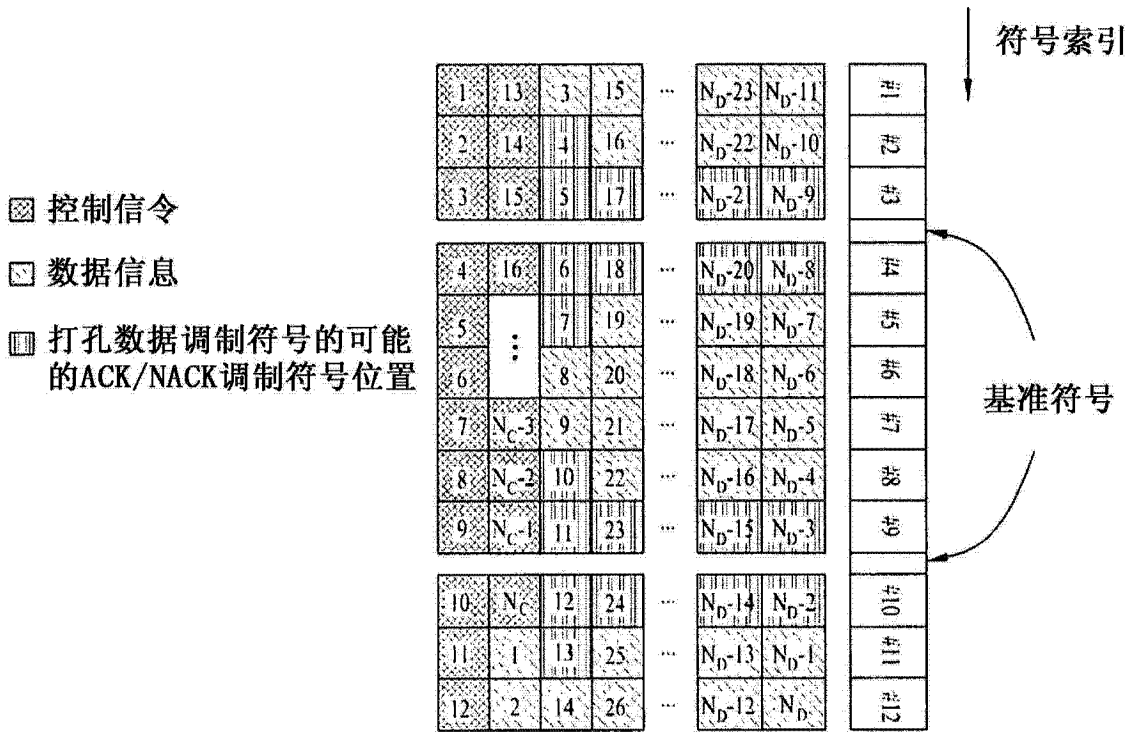 符号索引
1 13 3 15 ... N_D-23 N_D-11 #1
2 14 4 16 N_D-22 N_D-10 #2
3 15 5 17 ... N_D-21 N_D-9 #3
4 16 6 18 ... N_D-20 N_D-8 #4
5 ... 7 19 ... N_D-19 N_D-7 #5
6 8 20 ... N_D-18 N_D-6 #6
7 N_C-3 9 21 ... N_D-17 N_D-5 #7
8 N_C-2 10 22 ... N_D-16 N_D-4 #8
9 N_C-1 11 23 ... N_D-15 N_D-3 #9
10 N_C 12 24 ... N_D-14 N_D-2 #10
11 1 13 25 ... N_D-13 N_D-1 #11
12 2 14 26 ... N_D-12 N_D #12
控制信令
数据信息
打孔数据调制符号的可能
的ACK/NACK调制符号位置
基准符号